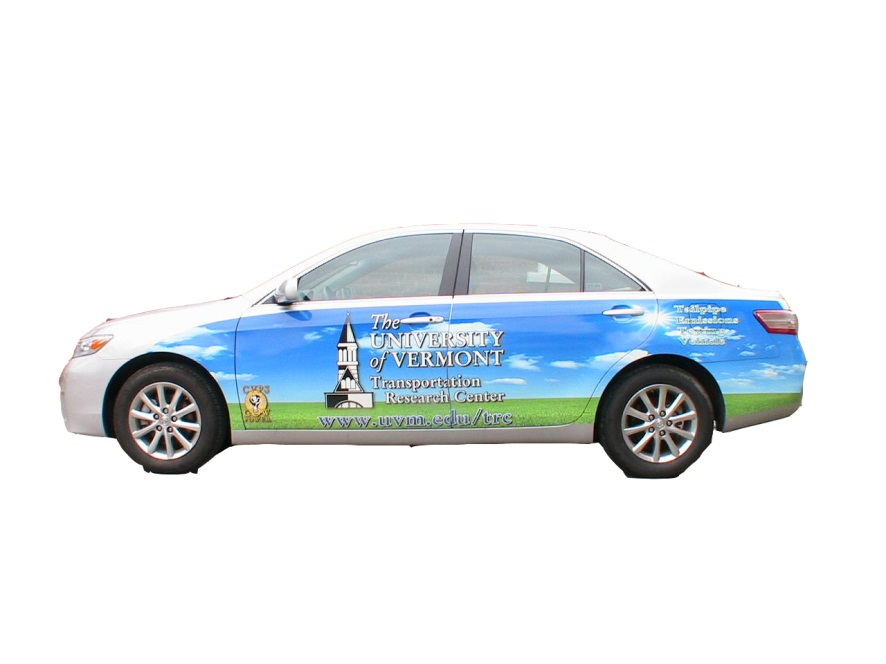 The
UNIVERSITY
of VERMONT
Transportation
Research Center
www.uvm.edu/trc
Tailpipe
Emissions